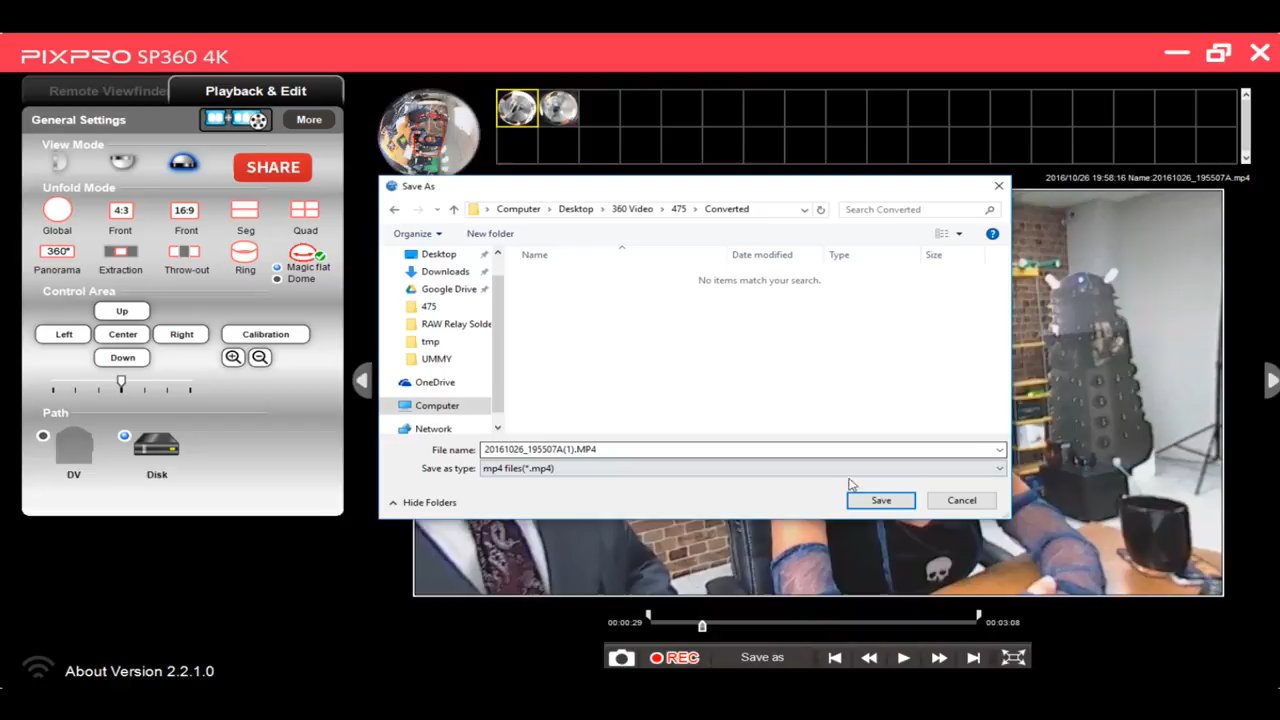 PIXPRO SP360 4K
Remote Viewfinde
Playback & Edit
General Settings
More
View Mode
SHARE
Unfold Mode
4:3
16:9
Global
Front
Front
Seg
Quad
360°
Panorama
Extraction
Throw-out
Ring
Magic flat
Dome
Control Area
Up
Left
Center
Right
Calibration
Down
Path
DV
Disk
About Version 2.2.1.0
2016/10/26 19:58:16 Name:20161026_195507A.mp4
Save As
Computer
Desktop
360 Video
475
Converted
Search Converted
Organize
New folder
Desktop
Downloads
Google Drive
475
RAW Relay Solde
tmp
UMMY
OneDrive
Computer
Network
Name
Date modified
Type
Size
No items match your search.
File name: 20161026_195507A(1).MP4
Save as type: mp4 files(*.mp4)
Hide Folders
Save
Cancel
00:00:29
00:03:08
REC
Save as